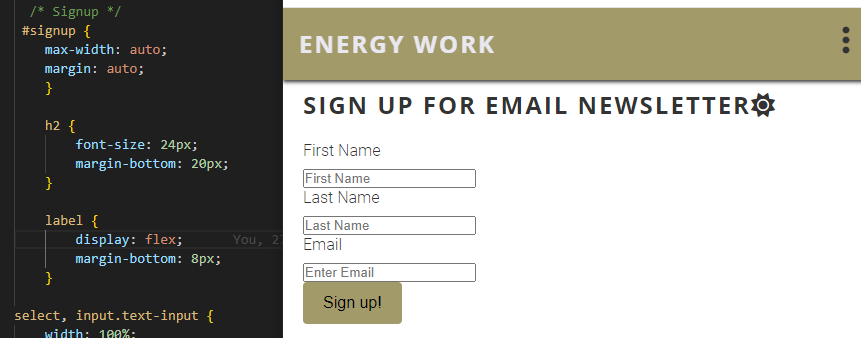 /* Signup */
#signup {
max-width: auto;
margin: auto;
}
h2 {
font-size: 24px;
margin-bottom: 20px;
}
label {
display: flex; You, 2
margin-bottom: 8px;
}
select, input.text-input {
width: 100%;
ENERGY WORK
SIGN UP FOR EMAIL NEWSLETTER
First Name
First Name
Last Name
Last Name
Email
Enter Email
Sign up!